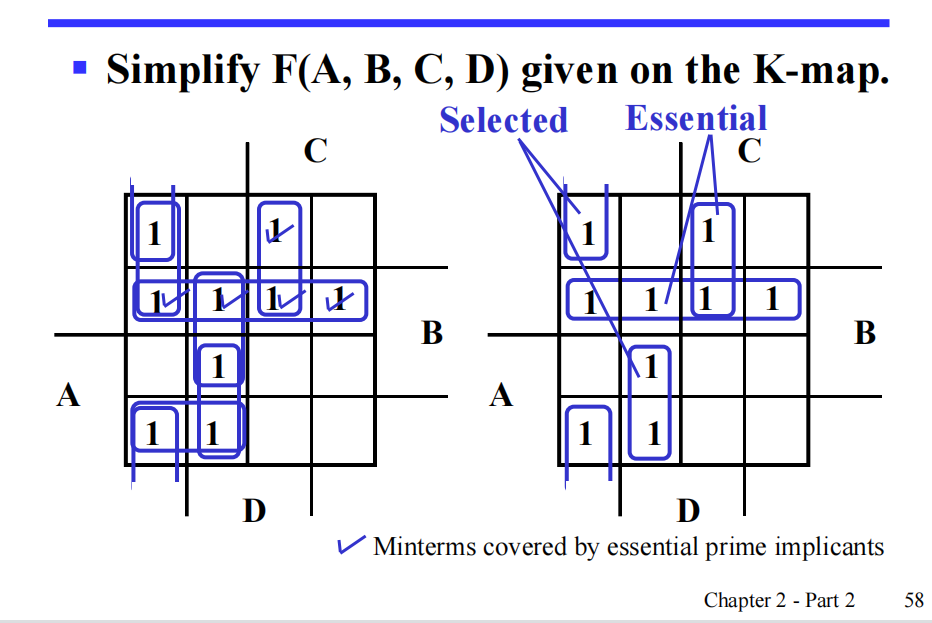 ▪ Simplify F(A, B, C, D) given on the K-map.
Selected Essential
C C
1 1 1 1
1 1 1 1 1 1 1 1
B B
1 1
A A
1 1 1 1
D D
✓ Minterms covered by essential prime implicants
Chapter 2 - Part 2 58